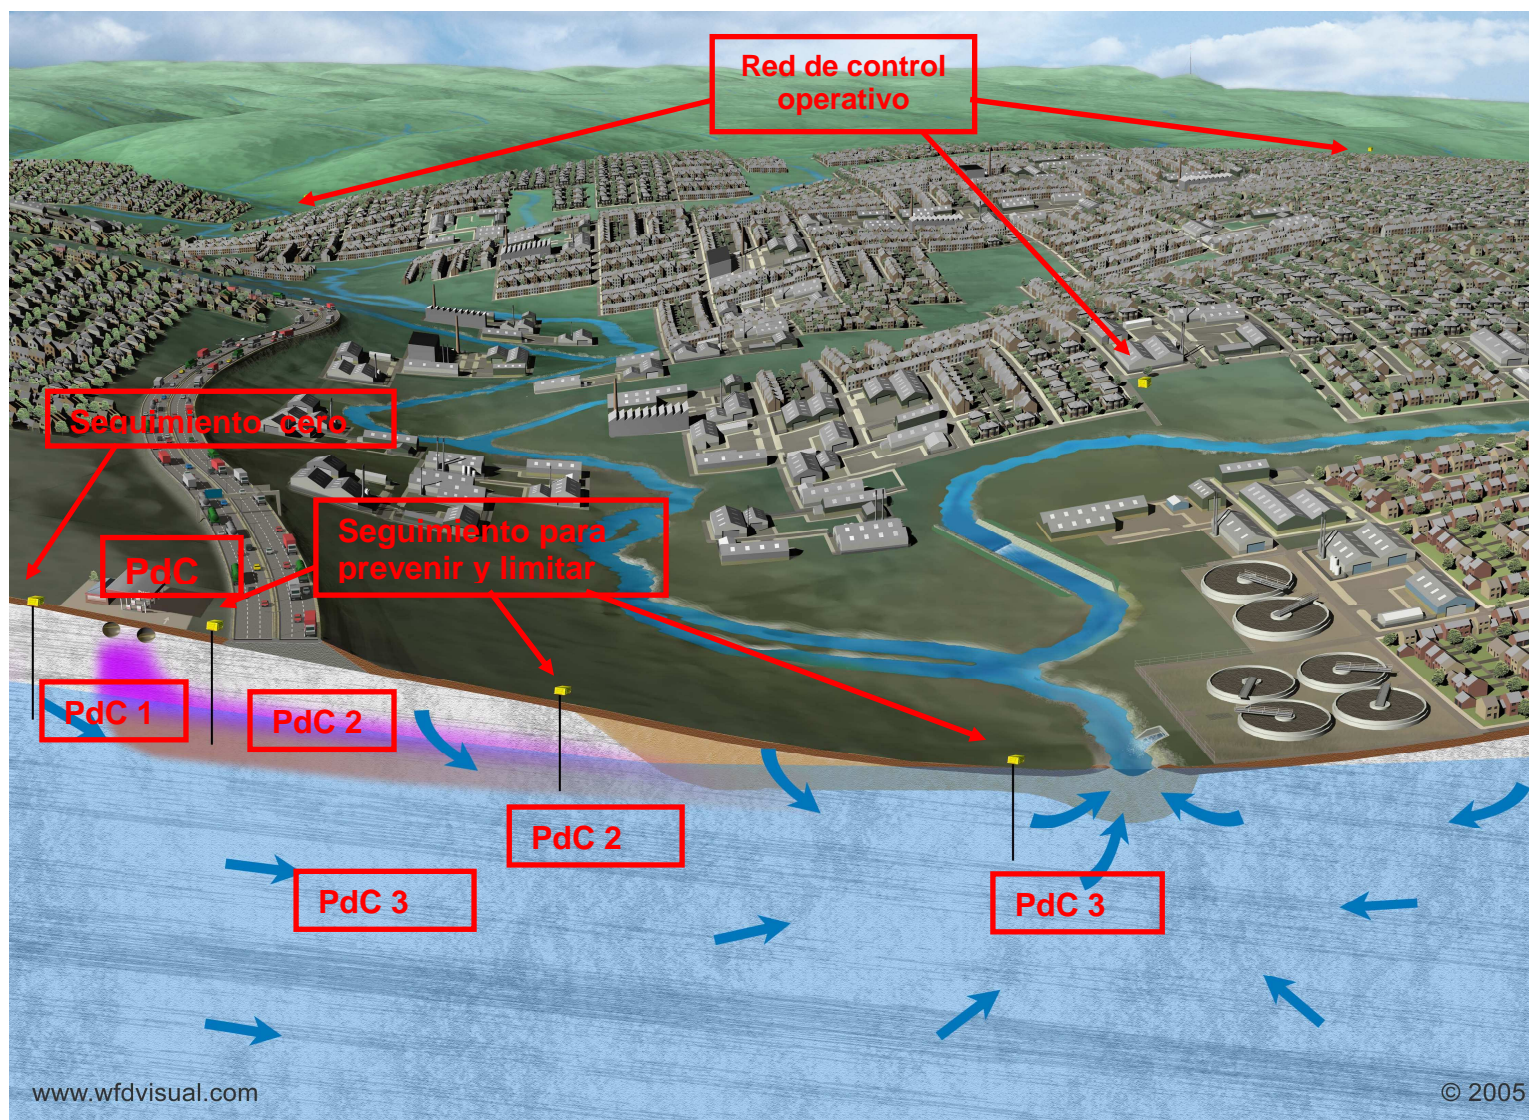 Red de control
operativo
Seguimiento cero
Seguimiento para
prevenir y limitar
PdC
PdC 1
PdC 2
PdC 2
PdC 3
PdC 3
www.wfdvisual.com
© 2005